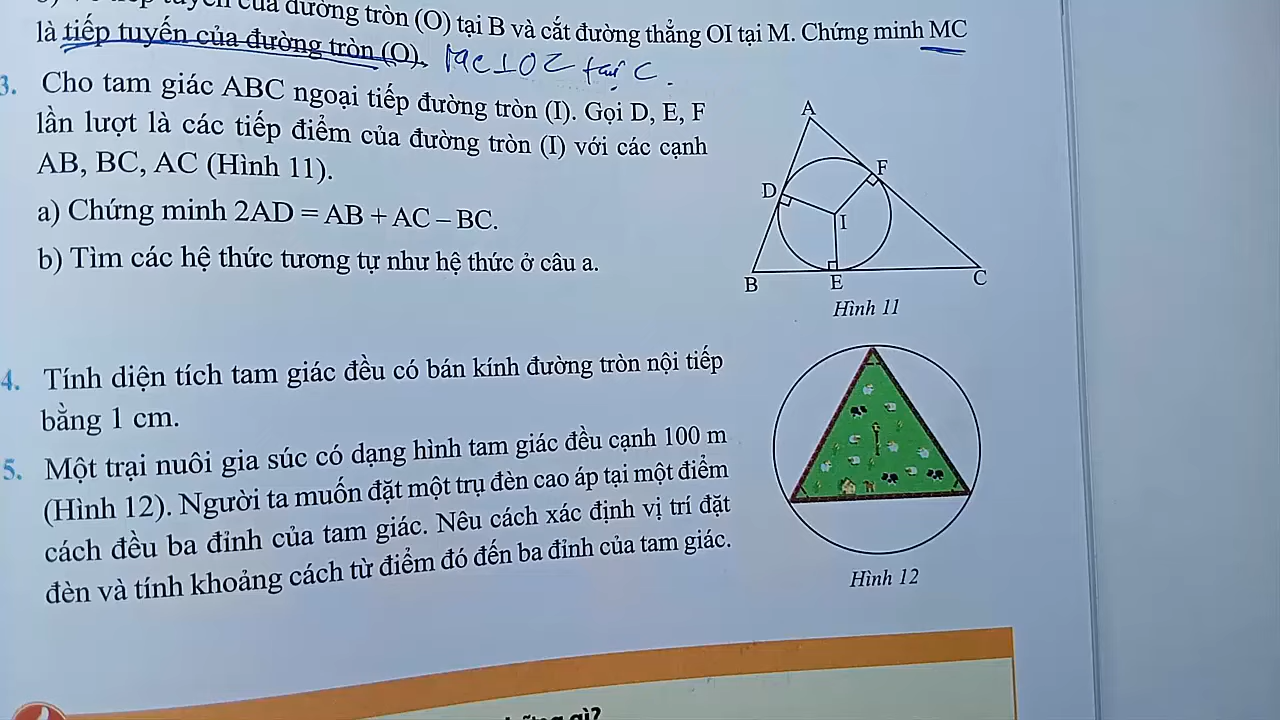 của đường tròn (O) tại B và cắt đường thẳng OI tại M. Chứng minh MC
là tiếp tuyến của đường tròn (O). MC⊥OC tại C.
3. Cho tam giác ABC ngoại tiếp đường tròn (I). Gọi D, E, F
lần lượt là các tiếp điểm của đường tròn (I) với các cạnh
AB, BC, AC (Hình 11).
a) Chứng minh 2AD = AB + AC – BC.
b) Tìm các hệ thức tương tự như hệ thức ở câu a.
A
F
D
I
B
E
C
Hình 11
4. Tính diện tích tam giác đều có bán kính đường tròn nội tiếp
bằng 1 cm.
5. Một trại nuôi gia súc có dạng hình tam giác đều cạnh 100 m
(Hình 12). Người ta muốn đặt một trụ đèn cao áp tại một điểm
cách đều ba đỉnh của tam giác. Nêu cách xác định vị trí đặt
đèn và tính khoảng cách từ điểm đó đến ba đỉnh của tam giác.
Hình 12
gì?